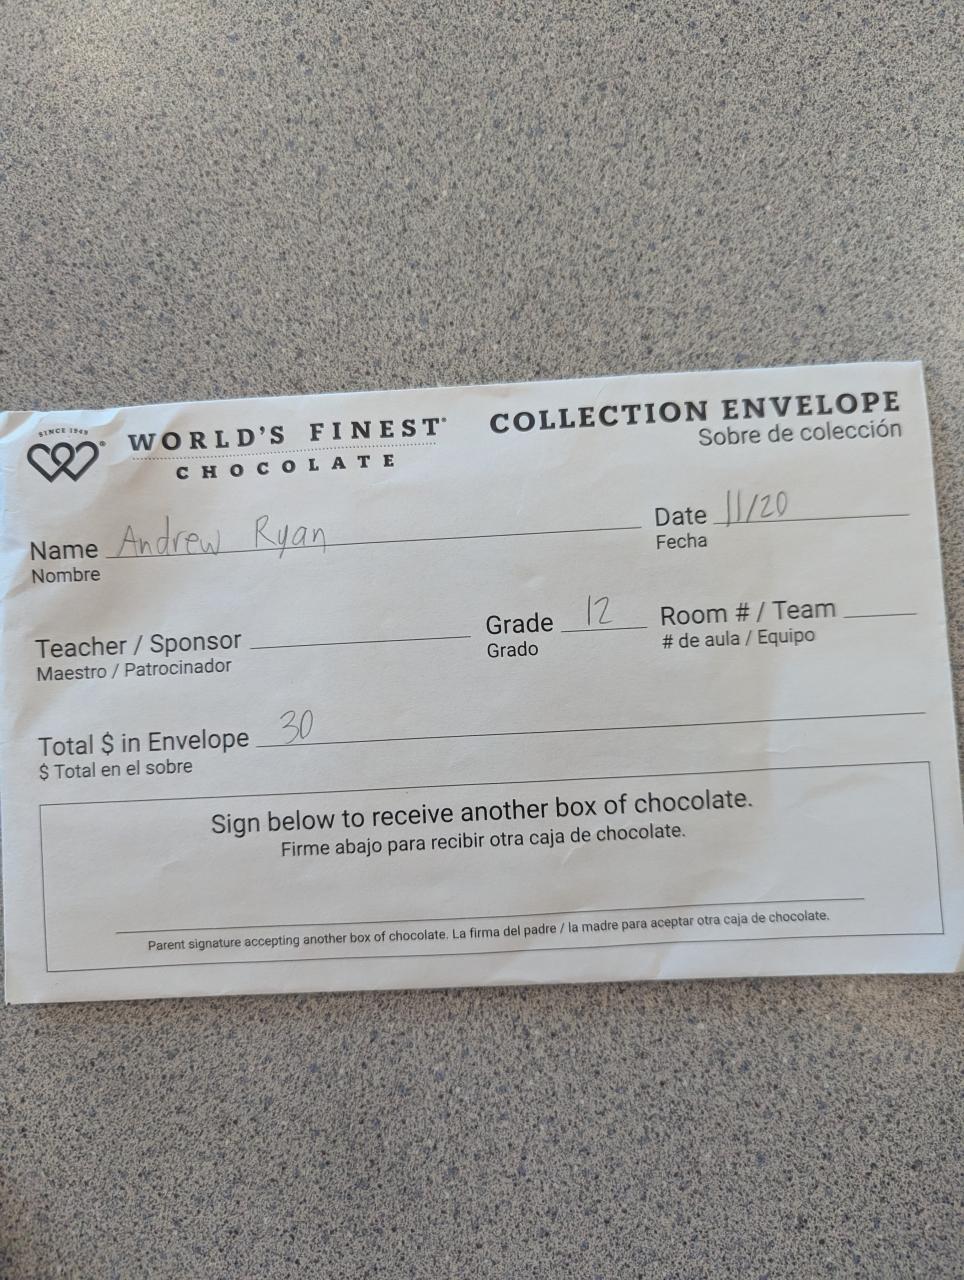 SINCE 1949
WORLD'S FINEST®
CHOCOLATE
COLLECTION ENVELOPE
Sobre de colección
Name Andrew Ryan
Nombre
Date 11/20
Fecha
Teacher / Sponsor
Maestro / Patrocinador
Grade 12
Grado
Room # / Team
# de aula / Equipo
Total $ in Envelope 30
$ Total en el sobre
Sign below to receive another box of chocolate.
Firme abajo para recibir otra caja de chocolate.
Parent signature accepting another box of chocolate. La firma del padre / la madre para aceptar otra caja de chocolate.